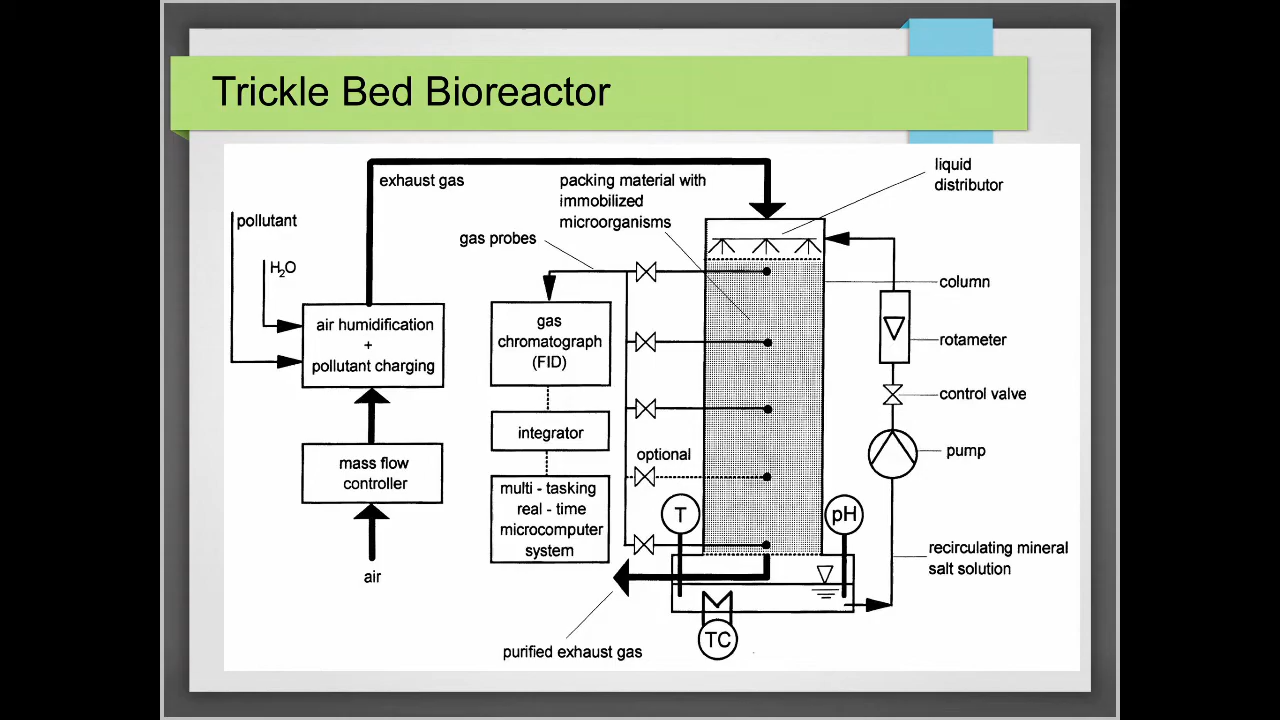 Trickle Bed Bioreactor
exhaust gas
packing material with
immobilized
microorganisms
liquid
distributor
pollutant
gas probes
H2O
column
air humidification
+
pollutant charging
gas
chromatograph
(FID)
rotameter
control valve
integrator
optional
pump
mass flow
controller
multi - tasking
real - time
microcomputer
system
T
pH
recirculating mineral
salt solution
air
TC
purified exhaust gas